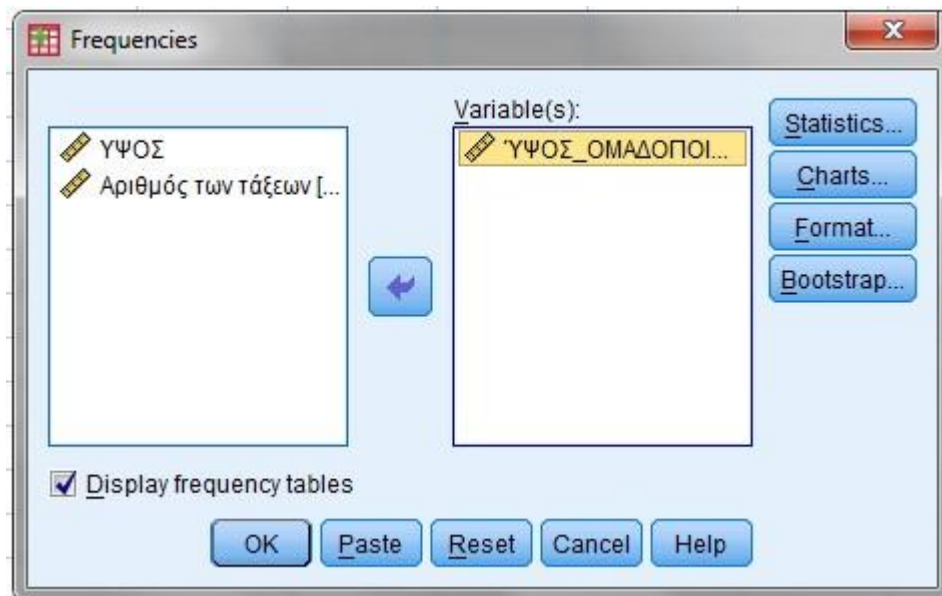 Frequencies
Variable(s):
ΥΨΟΣ
Αριθμός των τάξεων [...
ΎΨΟΣ_ΟΜΑΔΟΠΟΙ...
Statistics...
Charts...
Format...
Bootstrap...
Display frequency tables
OK
Paste
Reset
Cancel
Help